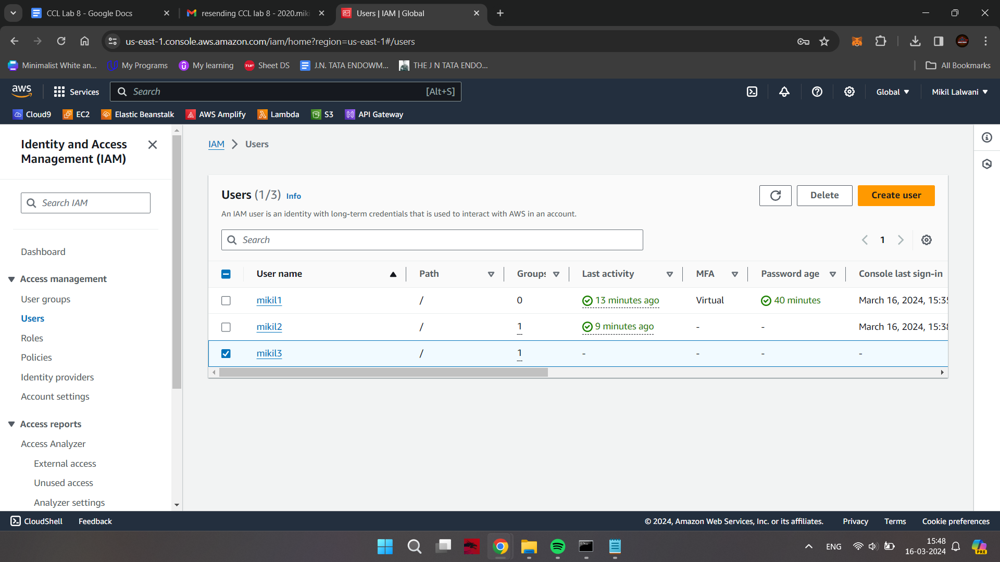 CCL Lab 8 - Google Docs
resending CCL lab 8 - 2020.miki
Users | IAM | Global
us-east-1.console.aws.amazon.com/iam/home?region=us-east-1#/users
Minimalist White an...
My Programs
My learning
TUP Sheet DS
J.N. TATA ENDOWM...
THE J N TATA ENDO...
All Bookmarks
aws
Services
Search
[Alt+S]
Global
Mikil Lalwani
Cloud9
EC2
Elastic Beanstalk
AWS Amplify
Lambda
S3
API Gateway
Identity and Access
Management (IAM)
Search IAM
Dashboard
Access management
User groups
Users
Roles
Policies
Identity providers
Account settings
Access reports
Access Analyzer
External access
Unused access
Analyzer settings
IAM > Users
Users (1/3) Info
Delete
Create user
An IAM user is an identity with long-term credentials that is used to interact with AWS in an account.
Search
1
User name Path Groups Last activity MFA Password age Console last sign-in
mikil1 / 0 13 minutes ago Virtual 40 minutes March 16, 2024, 15:35
mikil2 / 1 9 minutes ago - - March 16, 2024, 15:38
mikil3 / 1 - - - -
CloudShell
Feedback
© 2024, Amazon Web Services, Inc. or its affiliates.
Privacy
Terms
Cookie preferences
ENG
15:48
16-03-2024
PRE